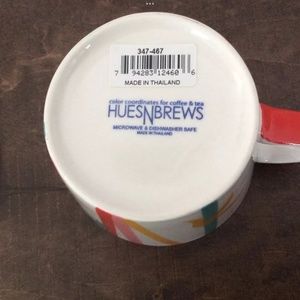 347-467
7 94283 12460 6
MADE IN THAILAND
color coordinates for coffee & tea
HUESNBREWS
MICROWAVE & DISHWASHER SAFE
MADE IN THAILAND